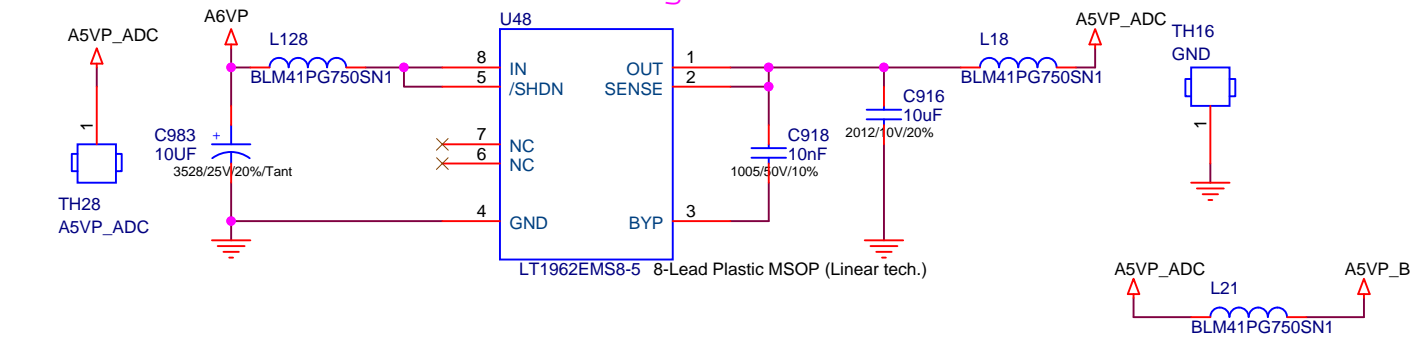 A5VP_ADC
1
TH28
A5VP_ADC
A6VP
L128
BLM41PG750SN1
C983
10UF
3528/25V/20%/Tant
U48
8
IN
5
/SHDN
7
NC
6
NC
4
GND
OUT
1
SENSE
2
BYP
3
LT1962EMS8-5
8-Lead Plastic MSOP (Linear tech.)
C918
10nF
1005/50V/10%
C916
10uF
2012/10V/20%
L18
BLM41PG750SN1
A5VP_ADC
TH16
GND
1
A5VP_ADC
L21
BLM41PG750SN1
A5VP_B